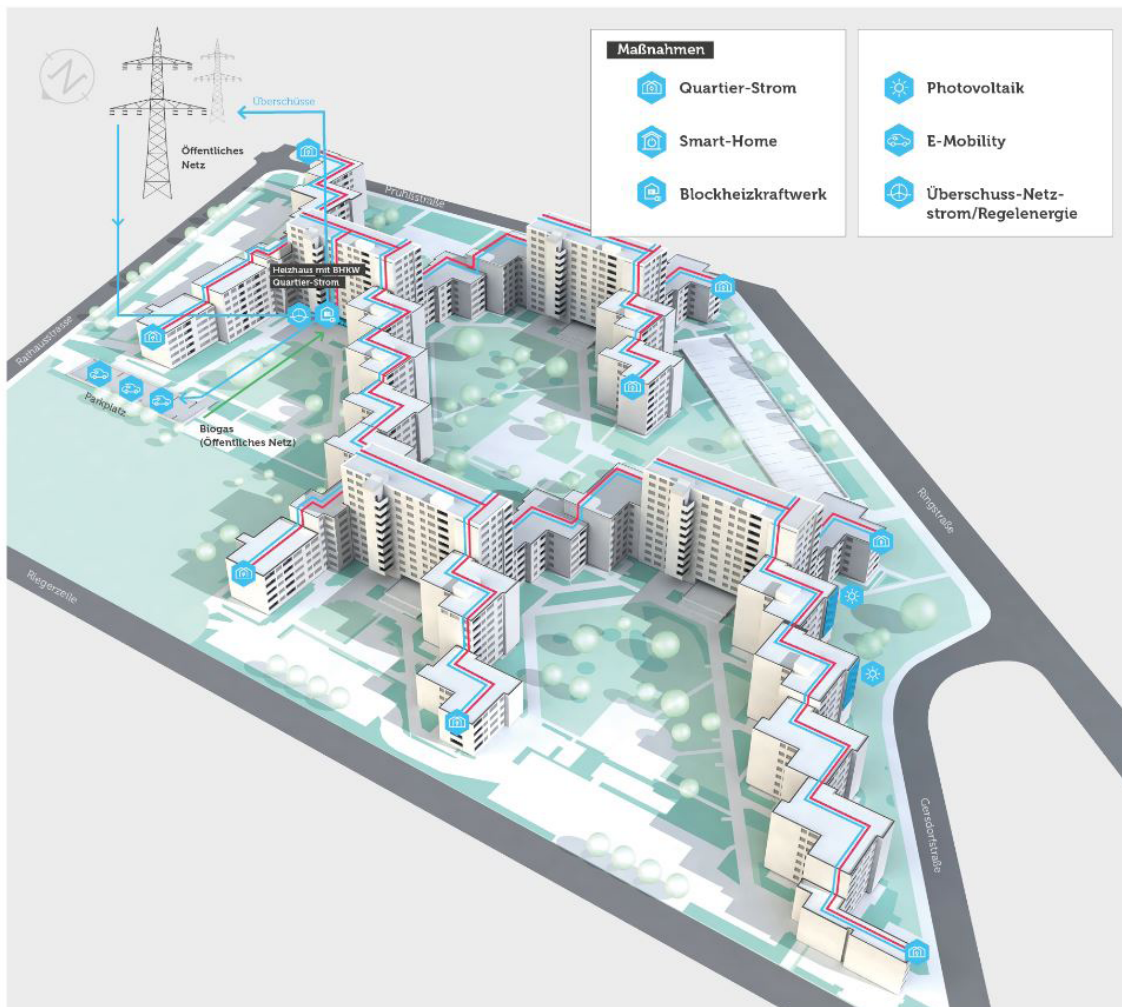 Maßnahmen
Quartier-Strom
Smart-Home
Blockheizkraftwerk
Photovoltaik
E-Mobility
Überschuss-Netz-
strom/Regelenergie
Überschüsse
Öffentliches
Netz
Prühßstraße
Heizhaus mit BHKW
Quartier-Strom
Rathausstrasse
Parkplatz
Biogas
(Öffentliches Netz)
Ringstraße
Riegerzeile
Gersdorfstraße